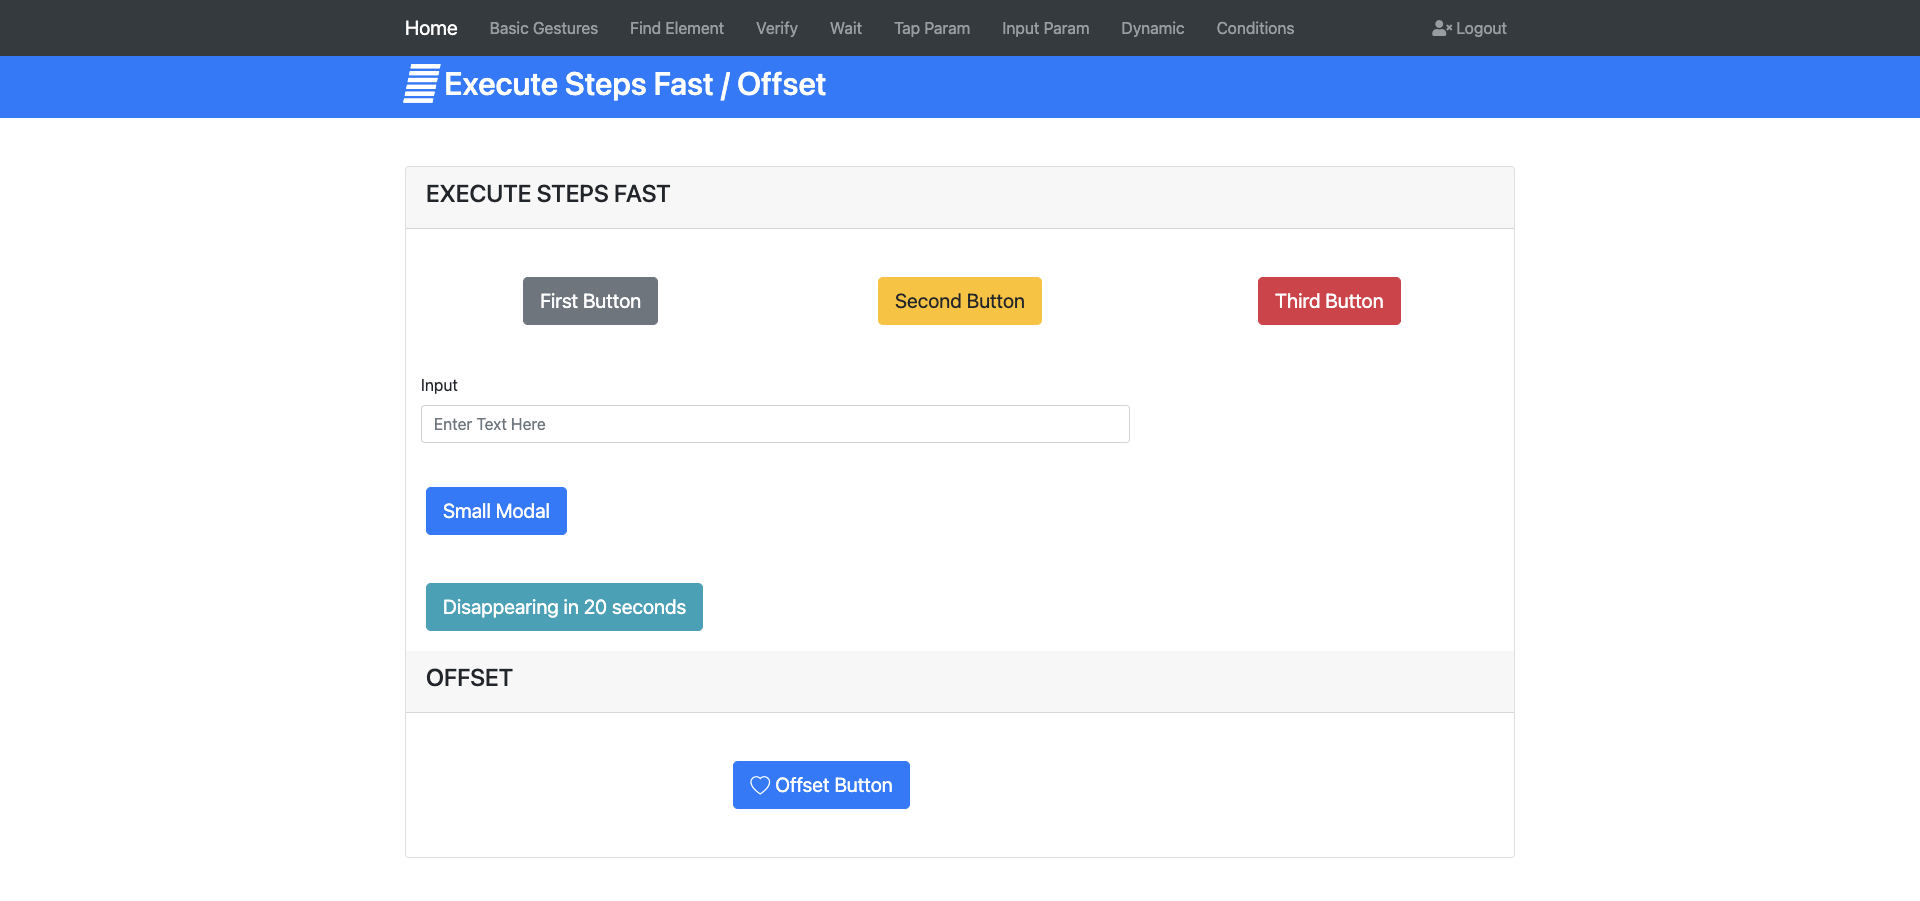 Home Basic Gestures Find Element Verify Wait Tap Param Input Param Dynamic Conditions Logout
Execute Steps Fast / Offset
EXECUTE STEPS FAST
First Button Second Button Third Button
Input
Enter Text Here
Small Modal
Disappearing in 20 seconds
OFFSET
Offset Button